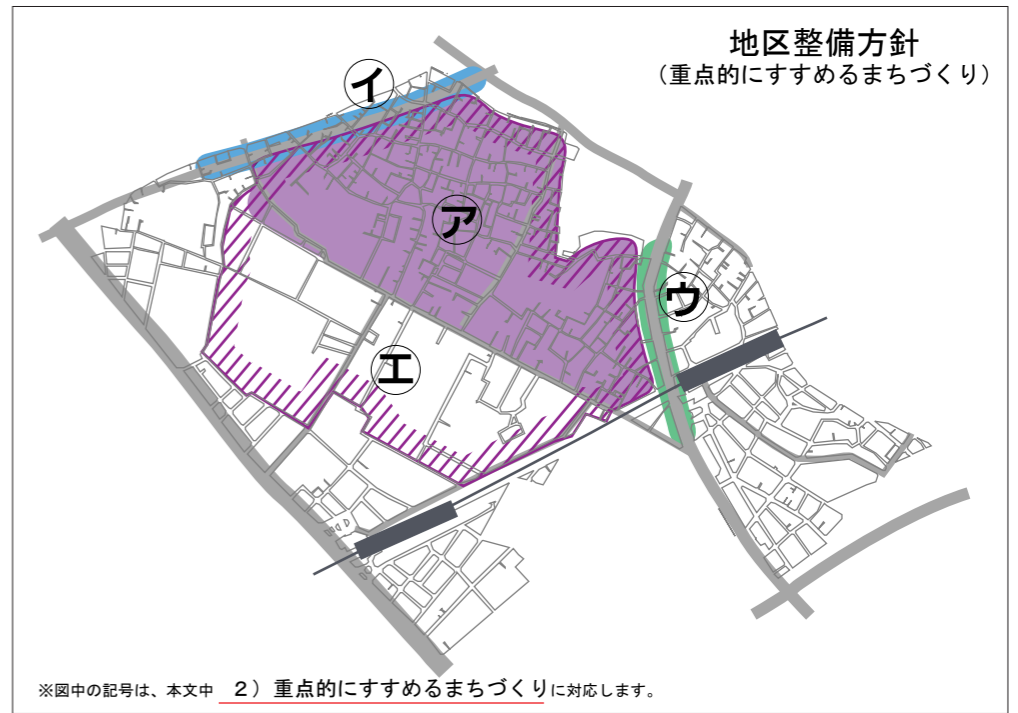 地区整備方針
（重点的にすすめるまちづくり）
イ
ア
ウ
エ
※図中の記号は、本文中　２）重点的にすすめるまちづくりに対応します。